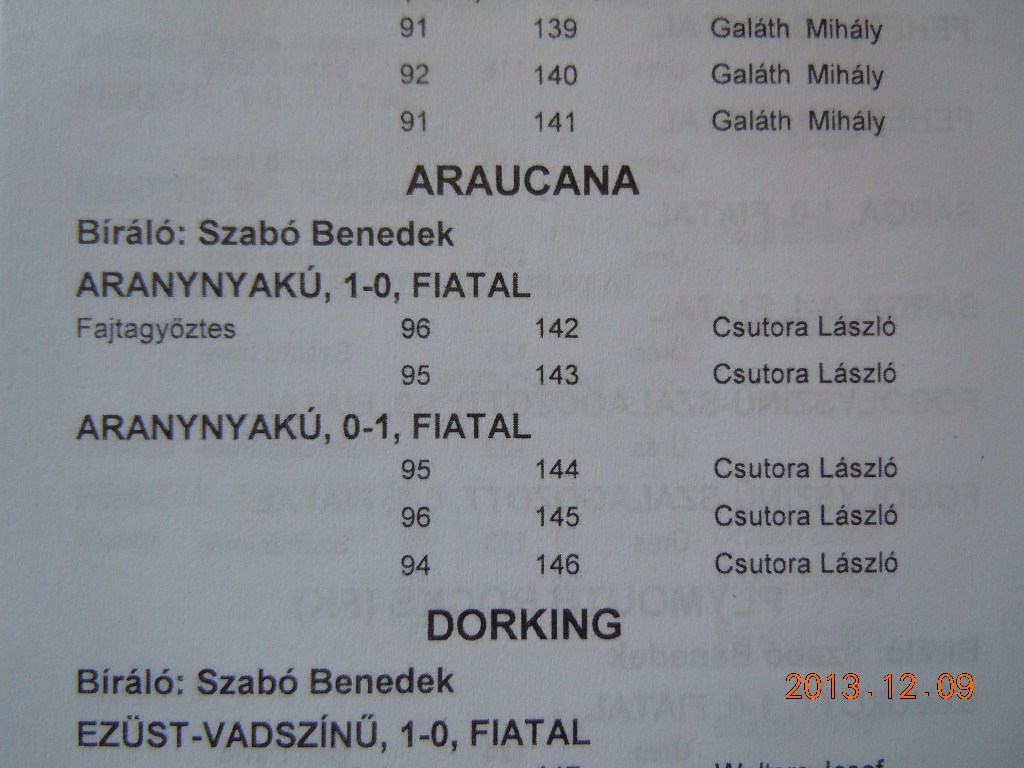 91 139 Galáth Mihály
92 140 Galáth Mihály
91 141 Galáth Mihály
ARAUCANA
Bíráló: Szabó Benedek
ARANYNYAKÚ, 1-0, FIATAL
Fajtagyőztes 96 142 Csutora László
95 143 Csutora László
ARANYNYAKÚ, 0-1, FIATAL
95 144 Csutora László
96 145 Csutora László
94 146 Csutora László
DORKING
Bíráló: Szabó Benedek
2013.12.09
EZÜST-VADSZÍNŰ, 1-0, FIATAL